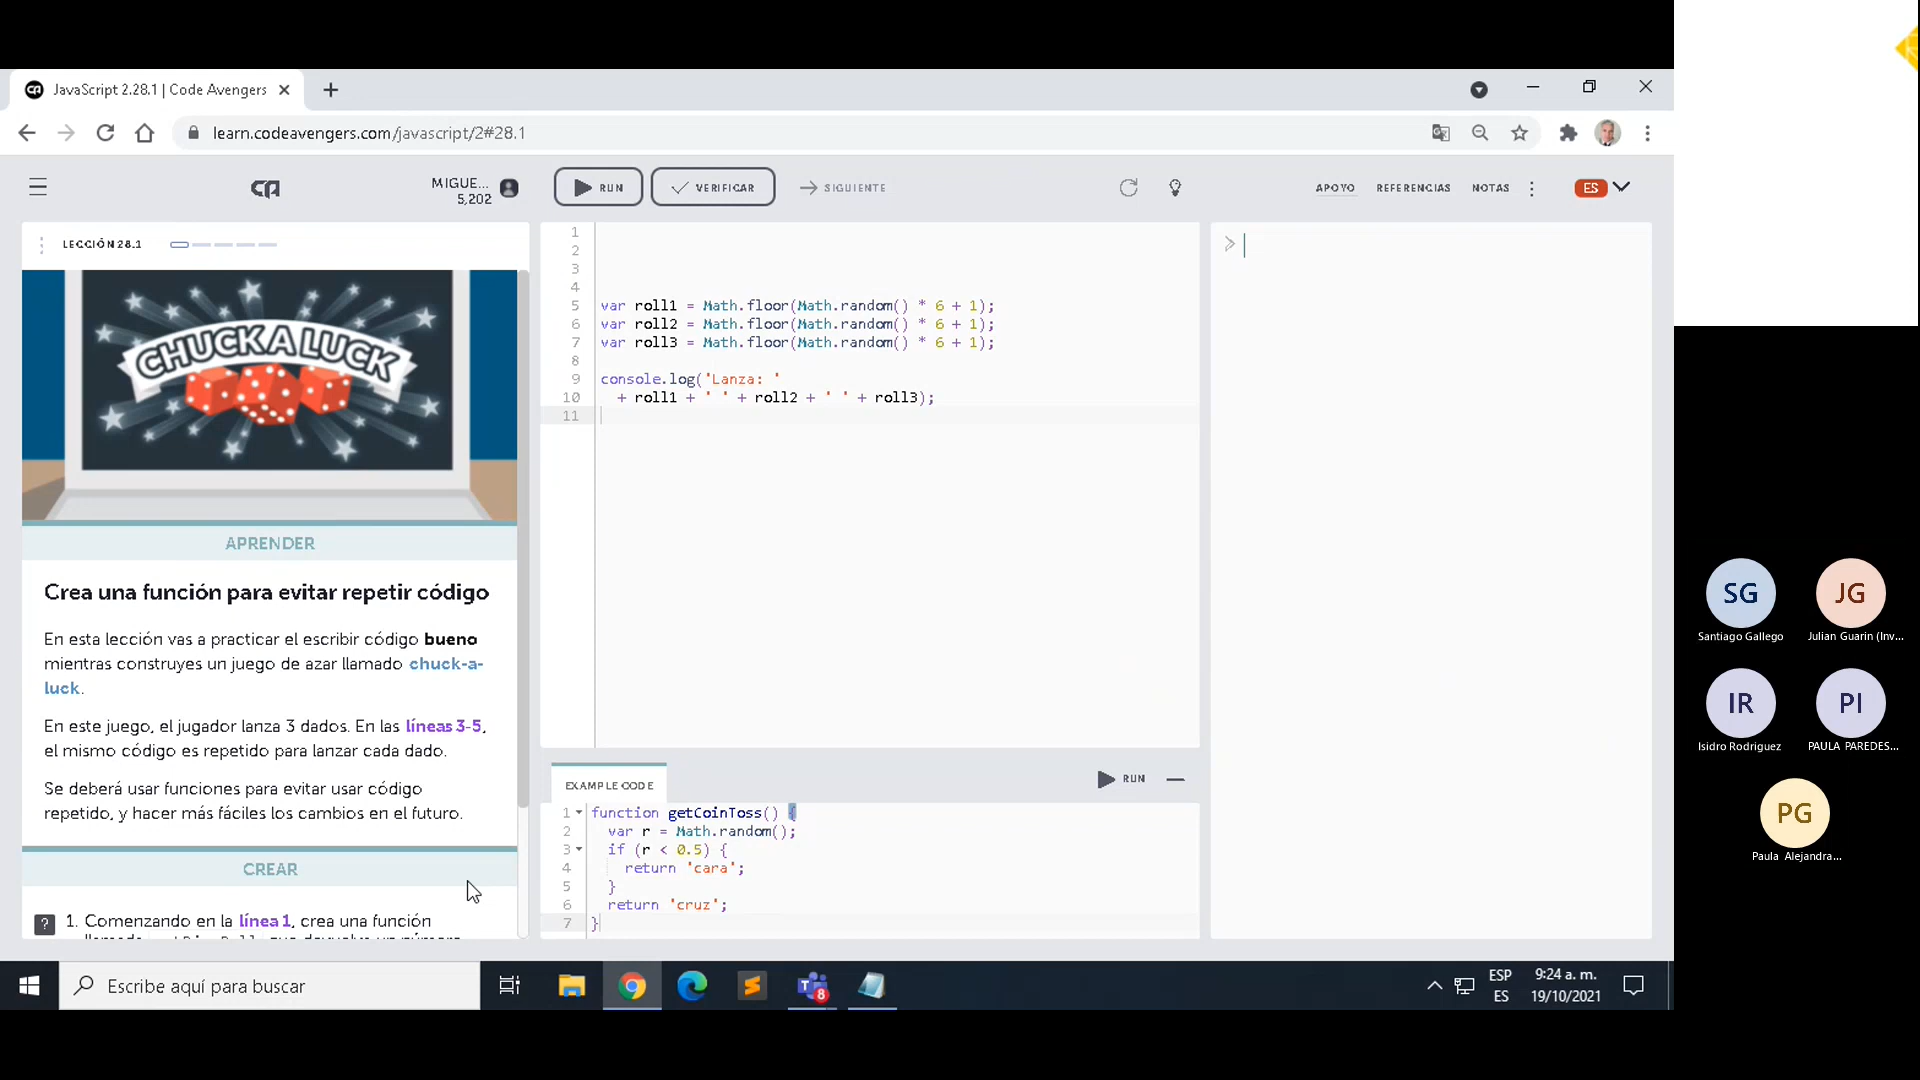 JavaScript 2.28.1 | Code Avengers
learn.codeavengers.com/javascript/2#28.1
MIGUE...
5,202
RUN
VERIFICAR
SIGUIENTE
APOYO
REFERENCIAS
NOTAS
ES
LECCIÓN 28.1
CHUCK A LUCK
APRENDER
Crea una función para evitar repetir código
En esta lección vas a practicar el escribir código bueno
mientras construyes un juego de azar llamado chuck-a-
luck.
En este juego, el jugador lanza 3 dados. En las líneas 3-5,
el mismo código es repetido para lanzar cada dado.
Se deberá usar funciones para evitar usar código
repetido, y hacer más fáciles los cambios en el futuro.
CREAR
? 1. Comenzando en la línea 1, crea una función
1
2
3
4
5 var roll1 = Math.floor(Math.random() * 6 + 1);
6 var roll2 = Math.floor(Math.random() * 6 + 1);
7 var roll3 = Math.floor(Math.random() * 6 + 1);
8
9 console.log('Lanza: '
10 + roll1 + ' ' + roll2 + ' ' + roll3);
11
>
EXAMPLE CODE
RUN
1 function getCoinToss() {
2 var r = Math.random();
3 if (r < 0.5) {
4 return 'cara';
5 }
6 return 'cruz';
7 }
SG
Santiago Gallego
JG
Julian Guarin (Inv...
IR
Isidro Rodriguez
PI
PAULA PAREDES...
PG
Paula Alejandra...
Escribe aquí para buscar
8
ESP
ES
9:24 a. m.
19/10/2021